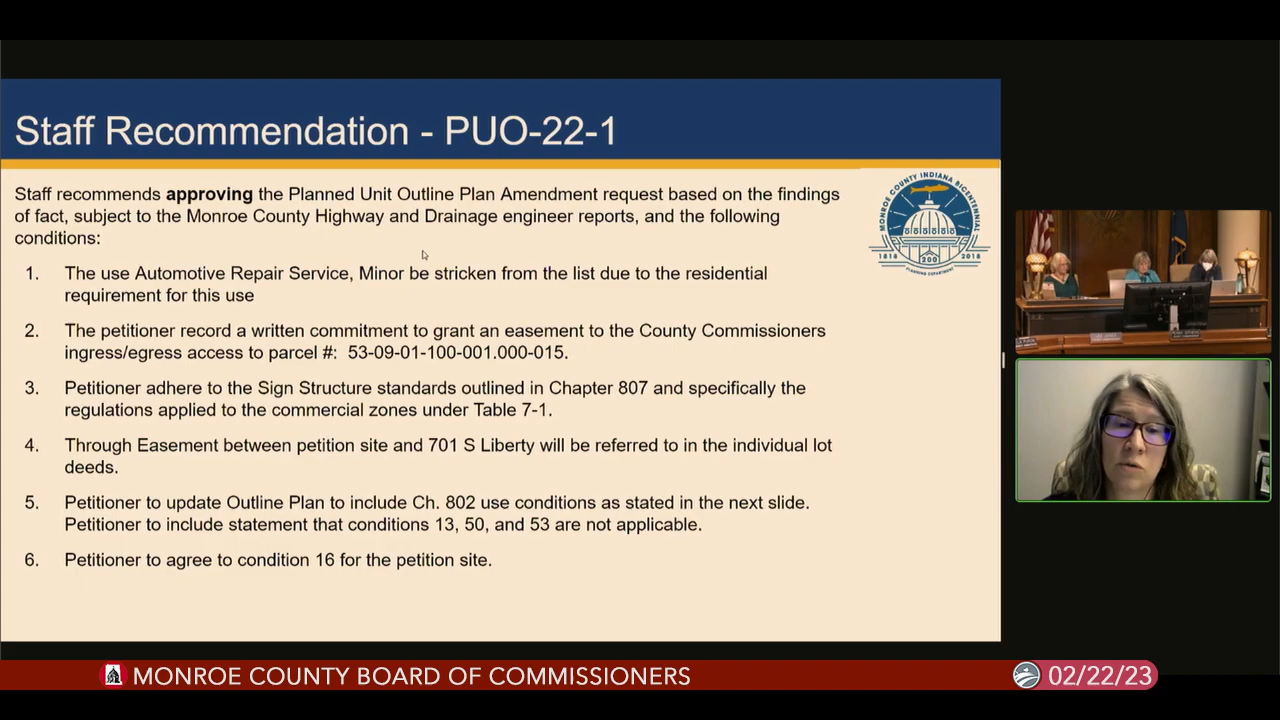 Staff Recommendation - PUO-22-1
Staff recommends approving the Planned Unit Outline Plan Amendment request based on the findings
of fact, subject to the Monroe County Highway and Drainage engineer reports, and the following
conditions:
1. The use Automotive Repair Service, Minor be stricken from the list due to the residential
requirement for this use
2. The petitioner record a written commitment to grant an easement to the County Commissioners
ingress/egress access to parcel #: 53-09-01-100-001.000-015.
3. Petitioner adhere to the Sign Structure standards outlined in Chapter 807 and specifically the
regulations applied to the commercial zones under Table 7-1.
4. Through Easement between petition site and 701 S Liberty will be referred to in the individual lot
deeds.
5. Petitioner to update Outline Plan to include Ch. 802 use conditions as stated in the next slide.
Petitioner to include statement that conditions 13, 50, and 53 are not applicable.
6. Petitioner to agree to condition 16 for the petition site.
MONROE COUNTY INDIANA BICENTENNIAL
1818 200 2018
PLANNING DEPARTMENT
MONROE COUNTY BOARD OF COMMISSIONERS
02/22/23